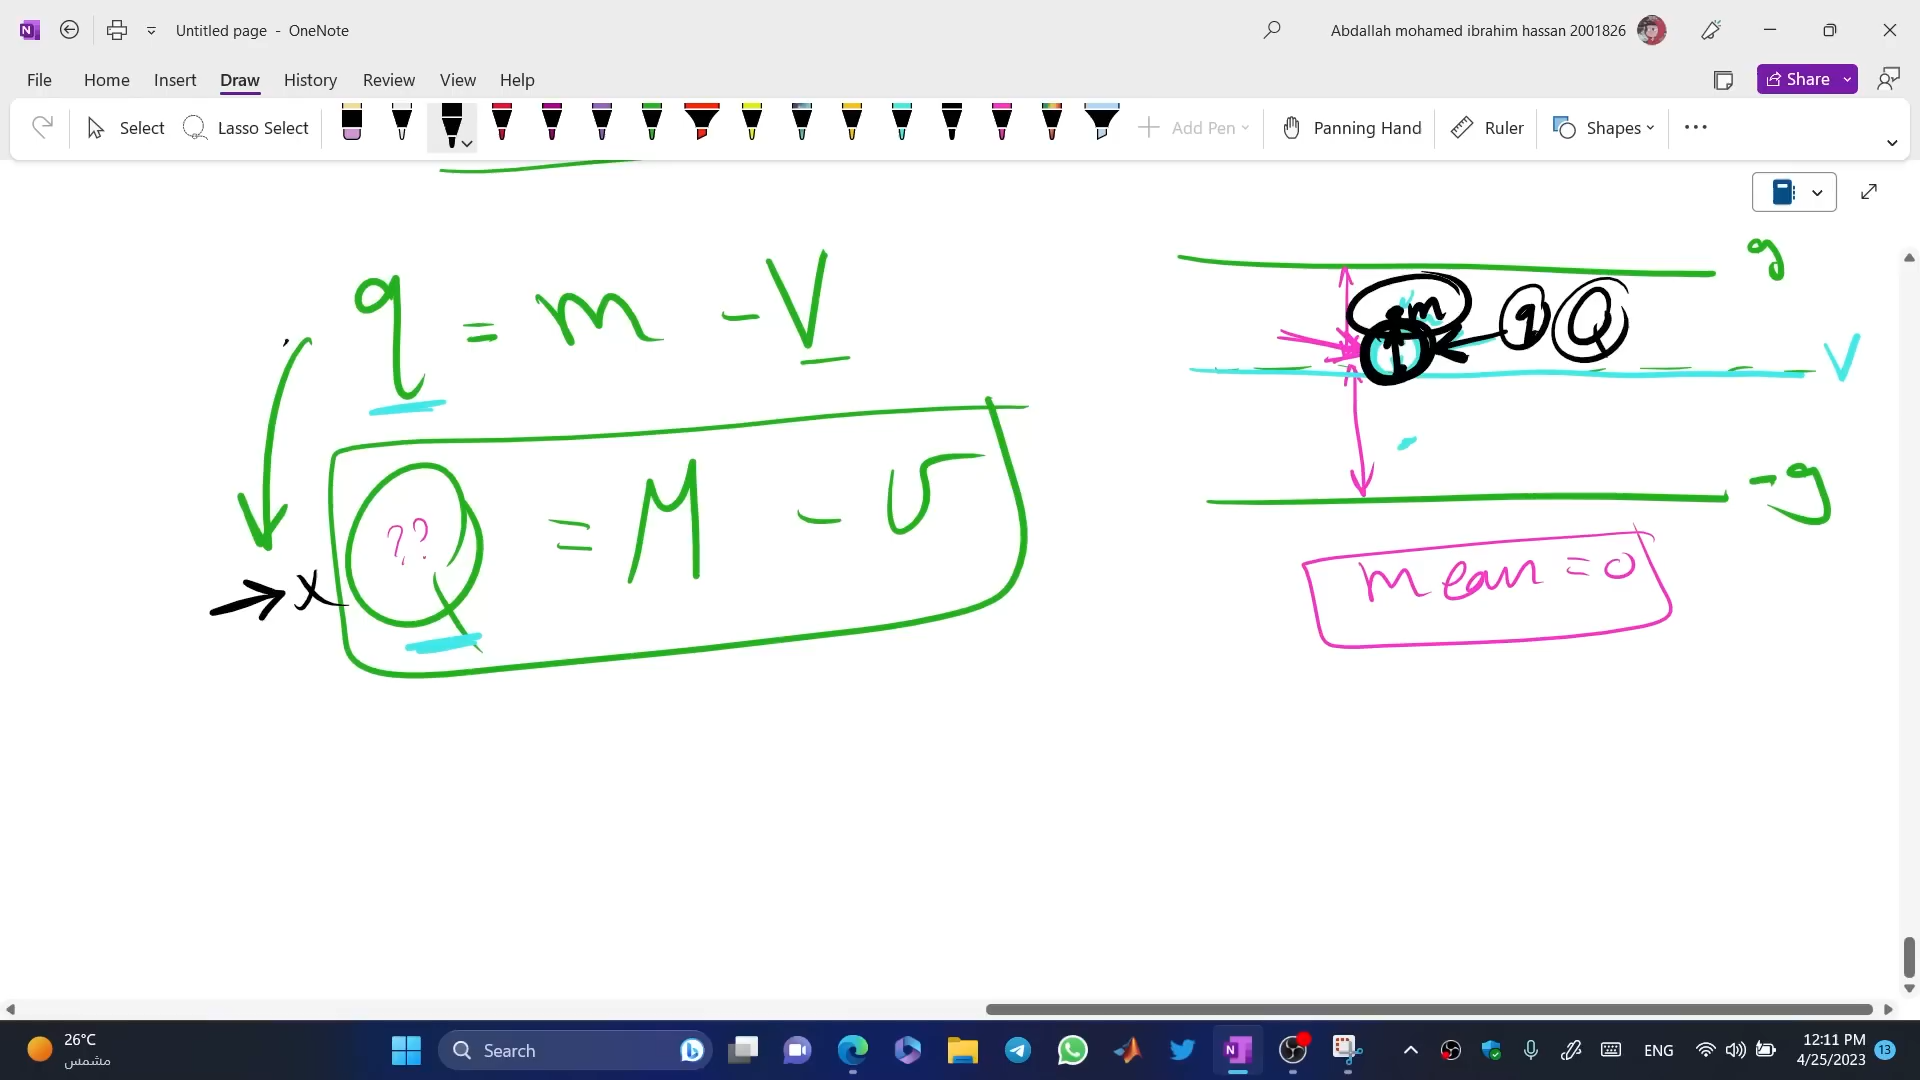 Untitled page - OneNote
Abdallah mohamed ibrahim hassan 2001826
File Home Insert Draw History Review View Help
Share
Select
Lasso Select
Add Pen
Panning Hand
Ruler
Shapes
q = m - V
?? Q = M - υ
x
g
m
q Q
V
-g
mean = 0
26°C
مشمس
Search
ENG
12:11 PM
4/25/2023
13